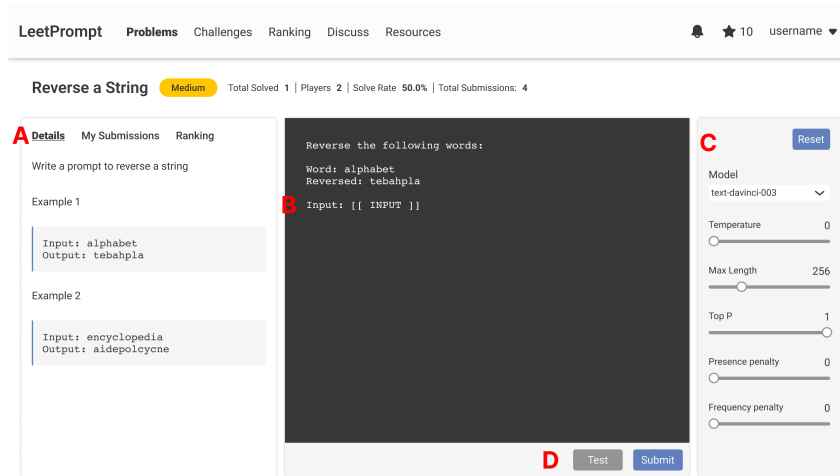 LeetPrompt Problems Challenges Ranking Discuss Resources 10 username
Reverse a String Medium Total Solved 1 | Players 2 | Solve Rate 50.0% | Total Submissions: 4
A Details My Submissions Ranking
Write a prompt to reverse a string
Example 1
Input: alphabet
Output: tebahpla
Example 2
Input: encyclopedia
Output: aidepolcycne
B
Reverse the following words:
Word: alphabet
Reversed: tebahpla
Input: [[ INPUT ]]
D Test Submit
C Reset
Model
text-davinci-003
Temperature 0
Max Length 256
Top P 1
Presence penalty 0
Frequency penalty 0